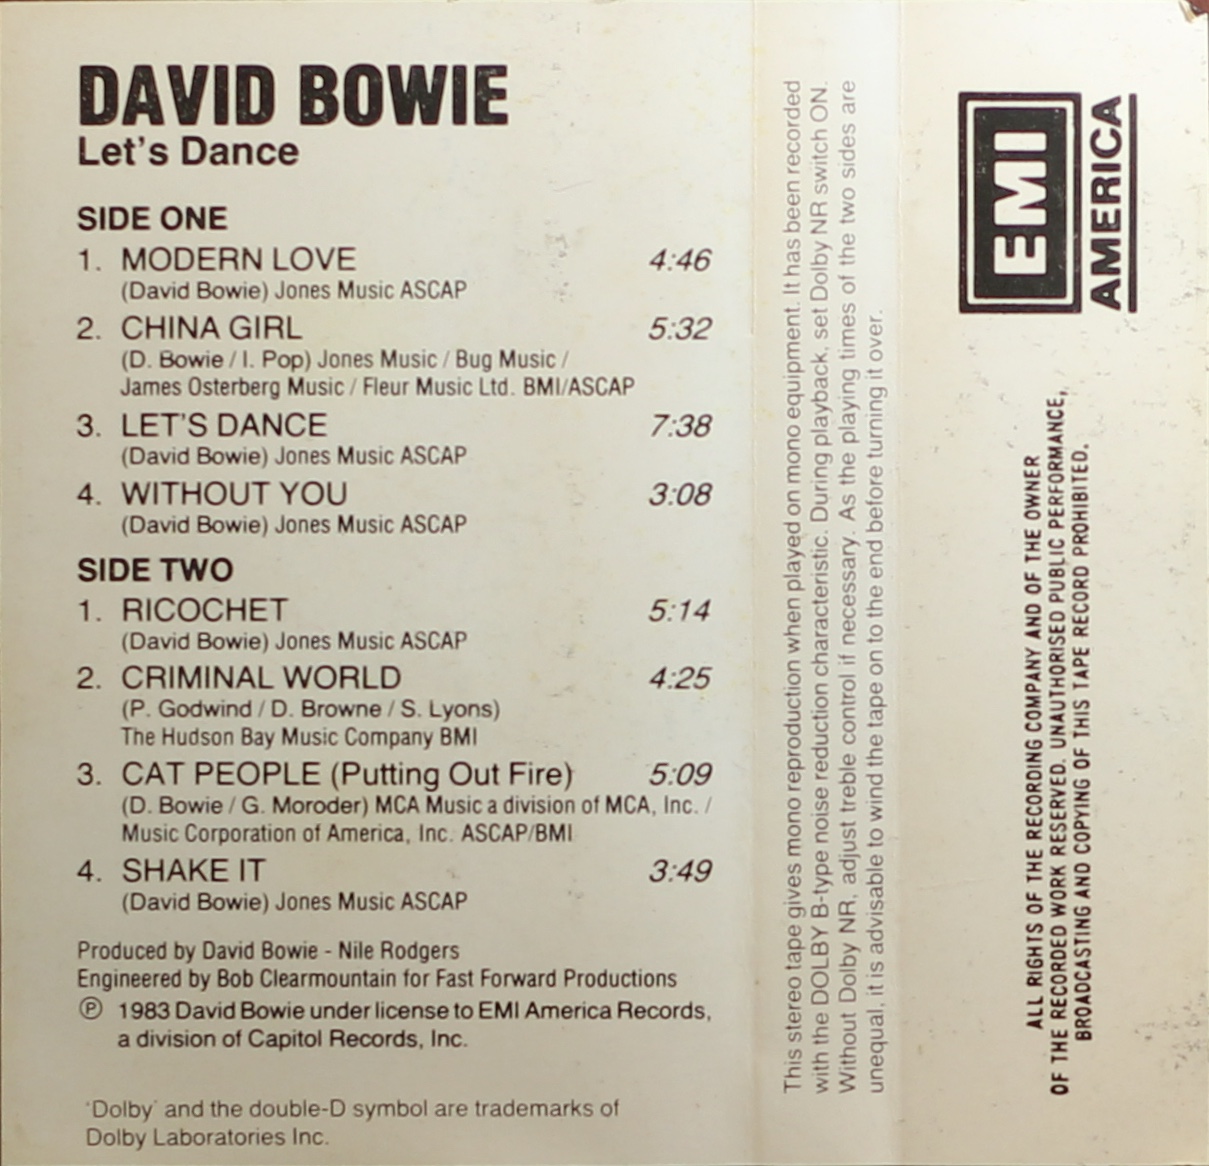 DAVID BOWIE
Let's Dance
SIDE ONE
1. MODERN LOVE 4:46
(David Bowie) Jones Music ASCAP
2. CHINA GIRL 5:32
(D. Bowie / I. Pop) Jones Music / Bug Music /
James Osterberg Music / Fleur Music Ltd. BMI/ASCAP
3. LET'S DANCE 7:38
(David Bowie) Jones Music ASCAP
4. WITHOUT YOU 3:08
(David Bowie) Jones Music ASCAP
SIDE TWO
1. RICOCHET 5:14
(David Bowie) Jones Music ASCAP
2. CRIMINAL WORLD 4:25
(P. Godwind / D. Browne / S. Lyons)
The Hudson Bay Music Company BMI
3. CAT PEOPLE (Putting Out Fire) 5:09
(D. Bowie / G. Moroder) MCA Music a division of MCA, Inc. /
Music Corporation of America, Inc. ASCAP/BMI
4. SHAKE IT 3:49
(David Bowie) Jones Music ASCAP
Produced by David Bowie - Nile Rodgers
Engineered by Bob Clearmountain for Fast Forward Productions
℗ 1983 David Bowie under license to EMI America Records,
a division of Capitol Records, Inc.
'Dolby' and the double-D symbol are trademarks of
Dolby Laboratories Inc.
This stereo tape gives mono reproduction when played on mono equipment. It has been recorded
with the DOLBY B-type noise reduction characteristic. During playback, set Dolby NR switch ON.
Without Dolby NR, adjust treble control if necessary. As the playing times of the two sides are
unequal, it is advisable to wind the tape on to the end before turning it over.
EMI
AMERICA
ALL RIGHTS OF THE RECORDING COMPANY AND OF THE OWNER
OF THE RECORDED WORK RESERVED. UNAUTHORISED PUBLIC PERFORMANCE,
BROADCASTING AND COPYING OF THIS TAPE RECORD PROHIBITED.